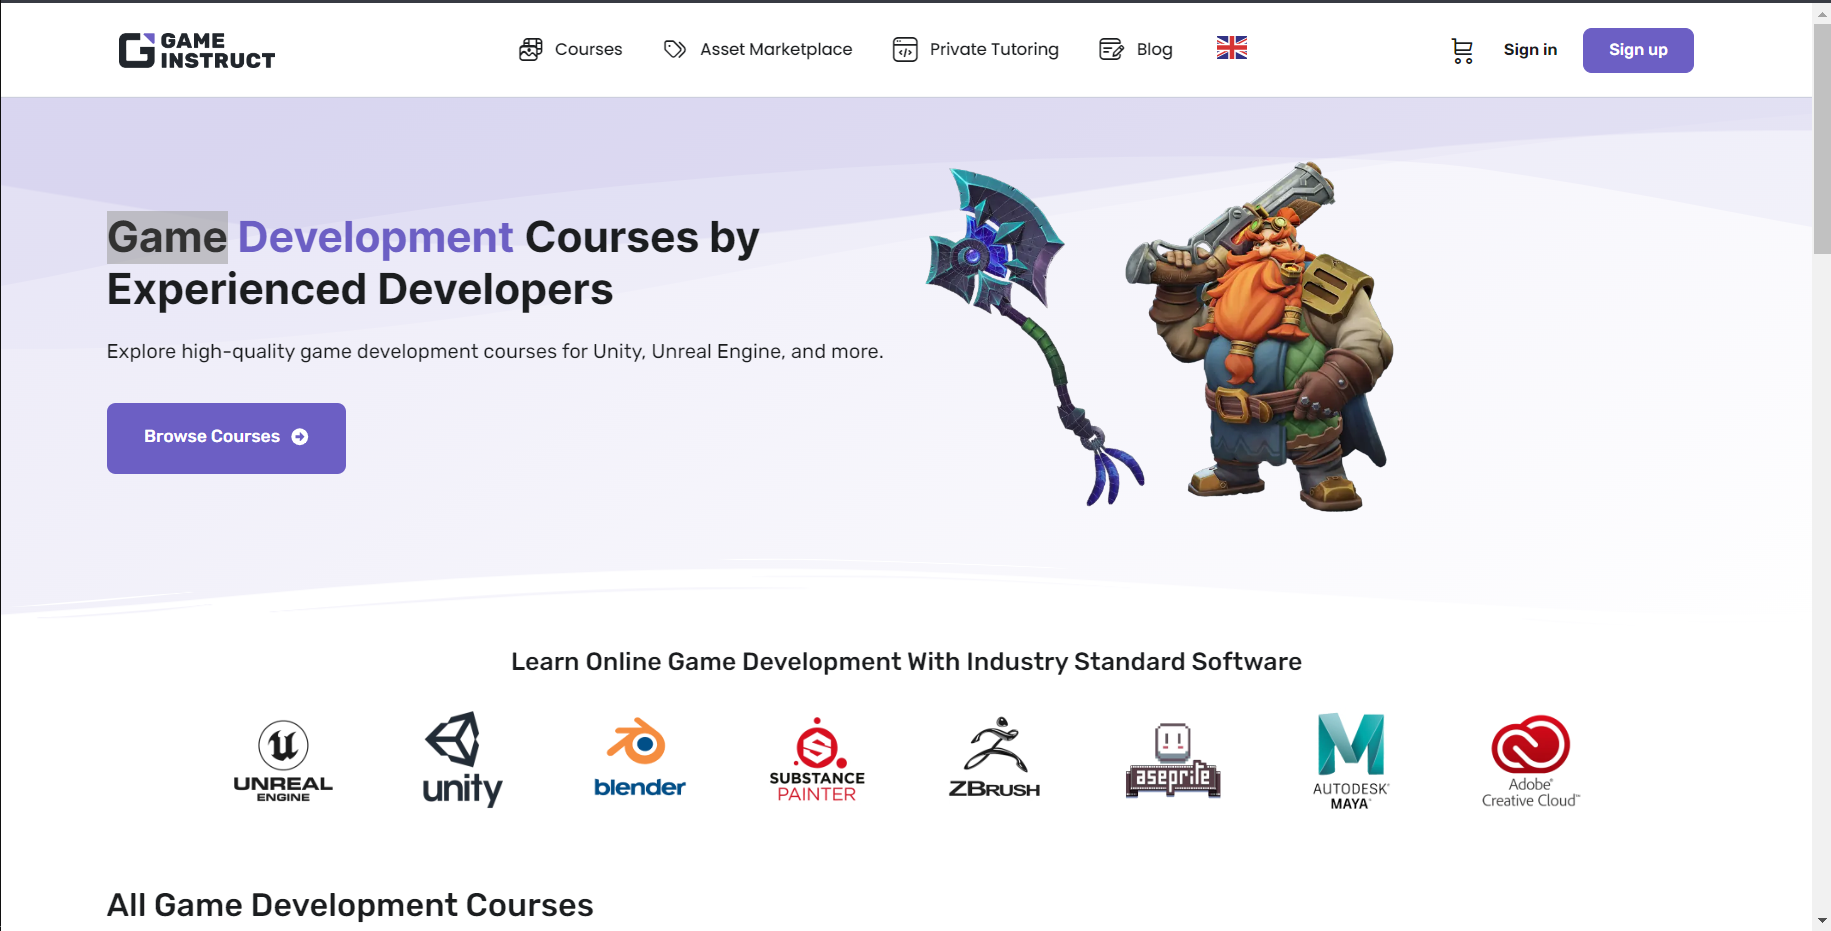 GAME
INSTRUCT
Courses
Asset Marketplace
Private Tutoring
Blog
Sign in
Sign up
Game Development Courses by
Experienced Developers
Explore high-quality game development courses for Unity, Unreal Engine, and more.
Browse Courses
Learn Online Game Development With Industry Standard Software
UNREAL
ENGINE
unity
blender
SUBSTANCE
PAINTER
ZBRUSH
aseprite
AUTODESK®
MAYA®
Adobe®
Creative Cloud™
All Game Development Courses